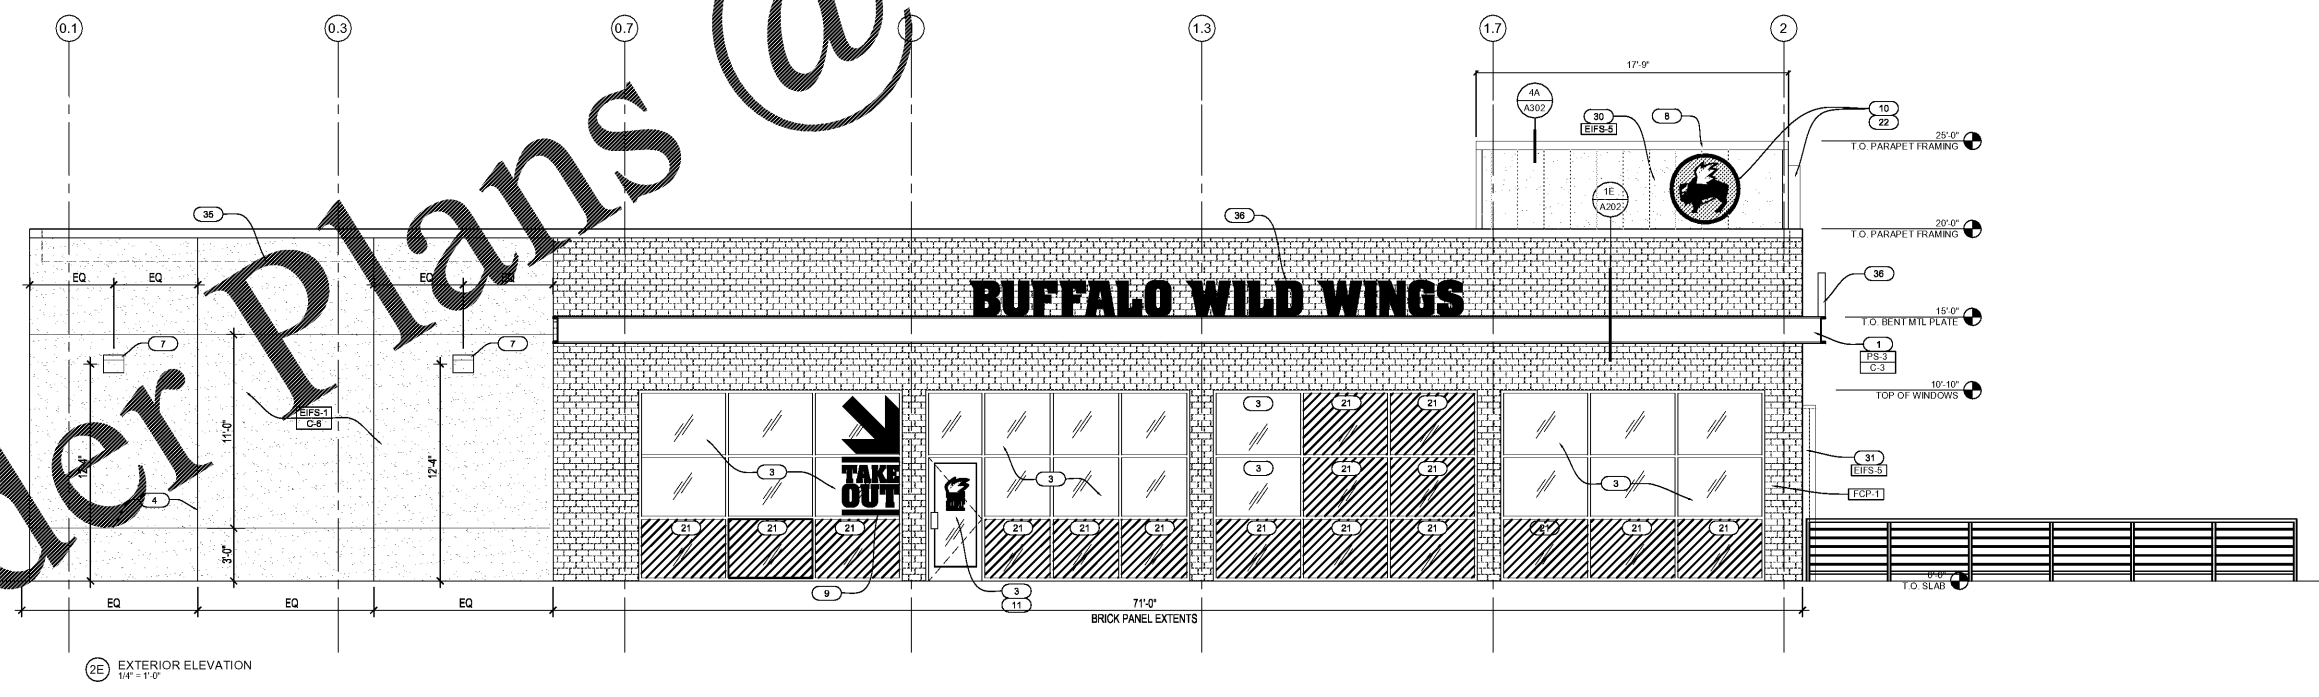 0.1
0.3
0.7
1.3
1.7
2
17'-9"
4A
A302
30
EIFS-5
8
10
22
25'-0"
T.O. PARAPET FRAMING
1E
A202
35
36
20'-0"
T.O. PARAPET FRAMING
EQ
EQ
EQ
36
BUFFALO WILD WINGS
15'-0"
T.O. BENT MTL PLATE
7
7
1
PS-3
C-3
10'-10"
TOP OF WINDOWS
EIFS-1
C-6
11'-0"
12'-4"
12'-4"
3
21
21
3
21
21
TAKE
OUT
3
3
3
31
EIFS-5
FCP-1
4
21
21
21
21
21
21
21
21
21
21
21
21
3'-0"
0'-0"
T.O. SLAB
9
3
11
EQ
EQ
EQ
71'-0"
BRICK PANEL EXTENTS
2E
EXTERIOR ELEVATION
1/4" = 1'-0"
der Plans @